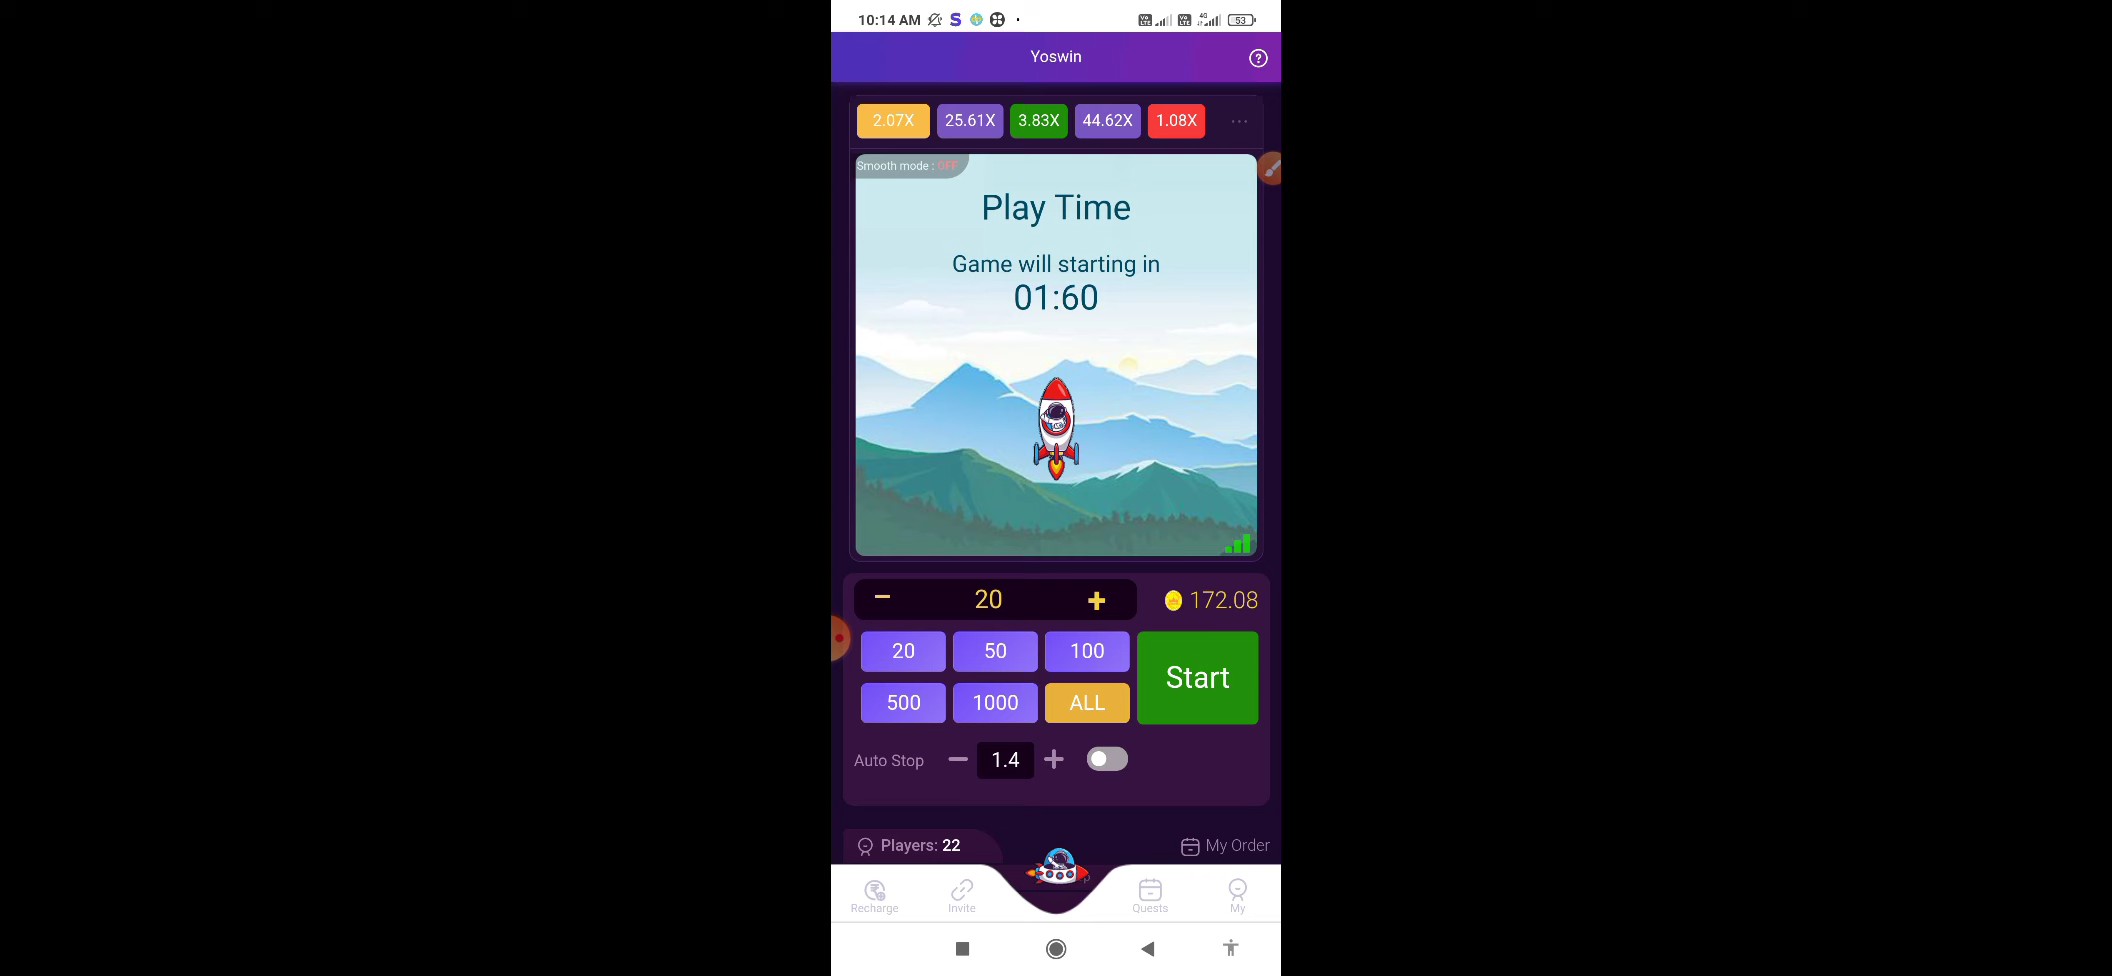 10:14 AM
53
Yoswin
2.07X 25.61X 3.83X 44.62X 1.08X ...
Smooth mode : OFF
Play Time
Game will starting in
01:60
20 172.08
20 50 100
Start
500 1000 ALL
Auto Stop 1.4
Players: 22 My Order
Recharge Invite Quests My